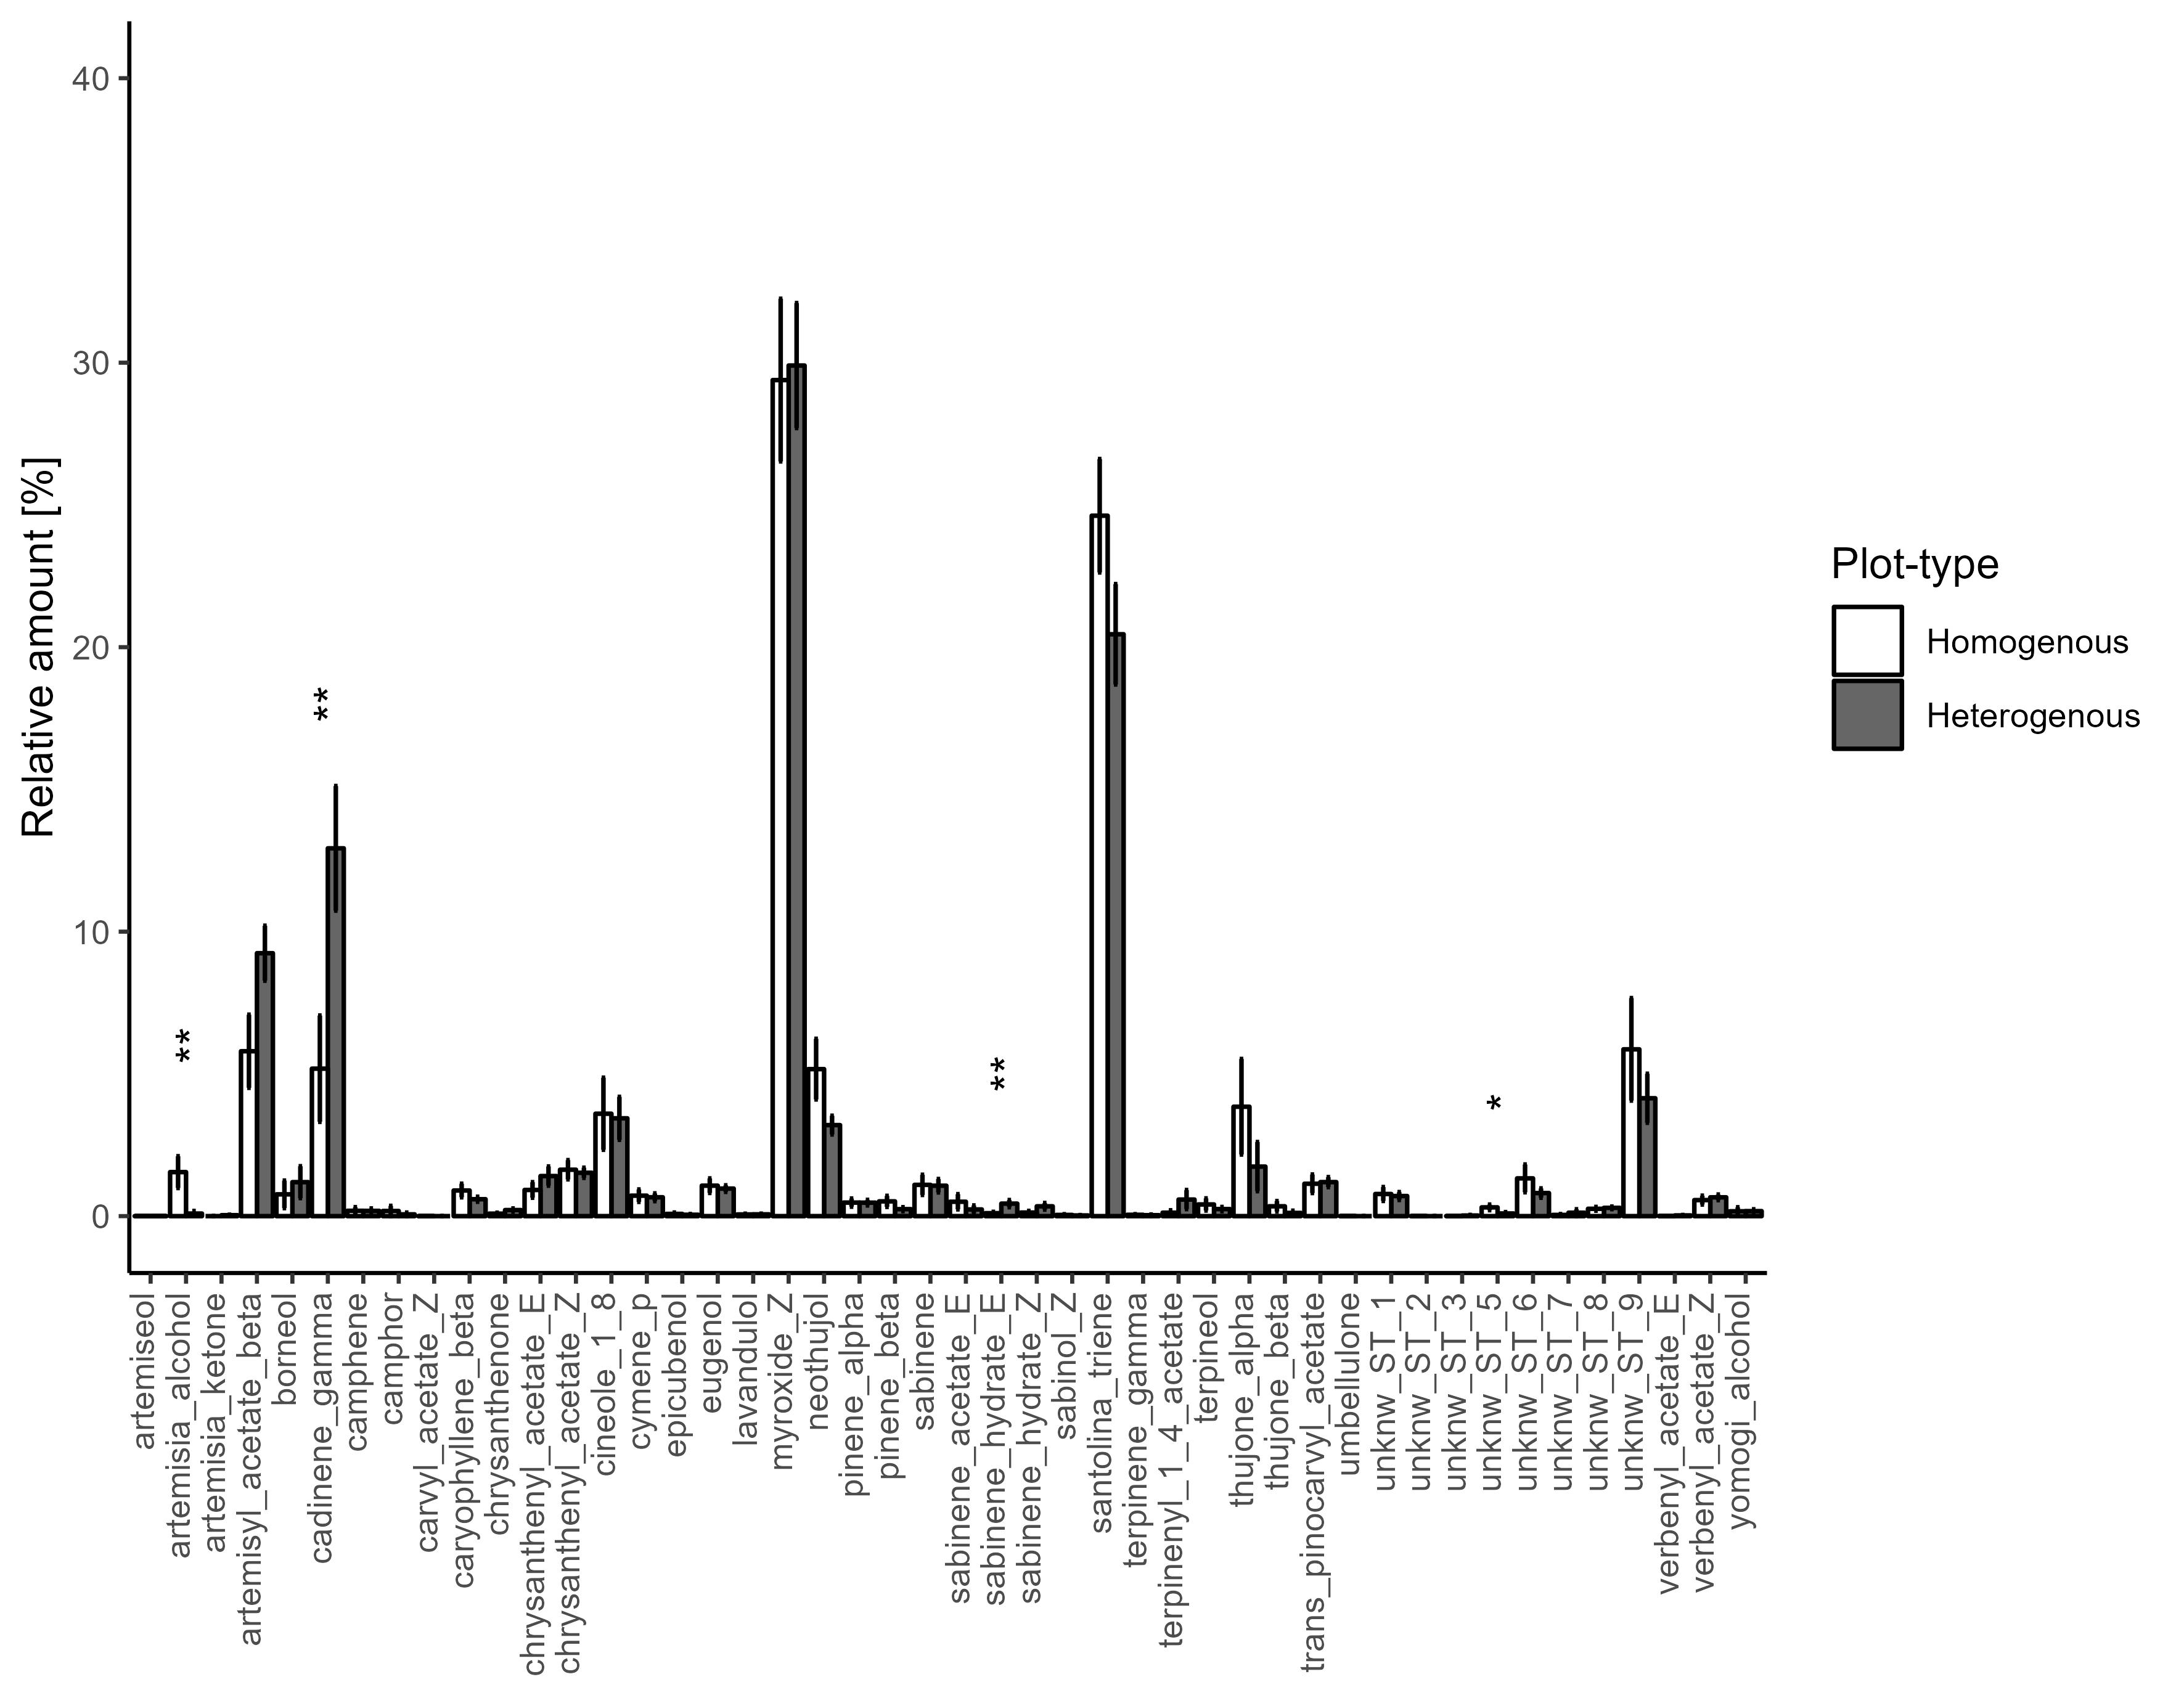 40
30
20
10
0
Relative amount [%]
**
**
**
*
artemiseol
artemisia_alcohol
artemisia_ketone
artemisyl_acetate_beta
borneol
cadinene_gamma
camphene
camphor
carvyl_acetate_Z
caryophyllene_beta
chrysanthenone
chrysanthenyl_acetate_E
chrysanthenyl_acetate_Z
cineole_1_8
cymene_p
epicubenol
eugenol
lavandulol
myroxide_Z
neothujol
pinene_alpha
pinene_beta
sabinene
sabinene_acetate_E
sabinene_hydrate_E
sabinene_hydrate_Z
sabinol_Z
santolina_triene
terpinene_gamma
terpinenyl_1_4_acetate
terpineol
thujone_alpha
thujone_beta
trans_pinocarvyl_acetate
umbellulone
unknw_ST_1
unknw_ST_2
unknw_ST_3
unknw_ST_5
unknw_ST_6
unknw_ST_7
unknw_ST_8
unknw_ST_9
verbenyl_acetate_E
verbenyl_acetate_Z
yomogi_alcohol
Plot-type
Homogenous
Heterogenous